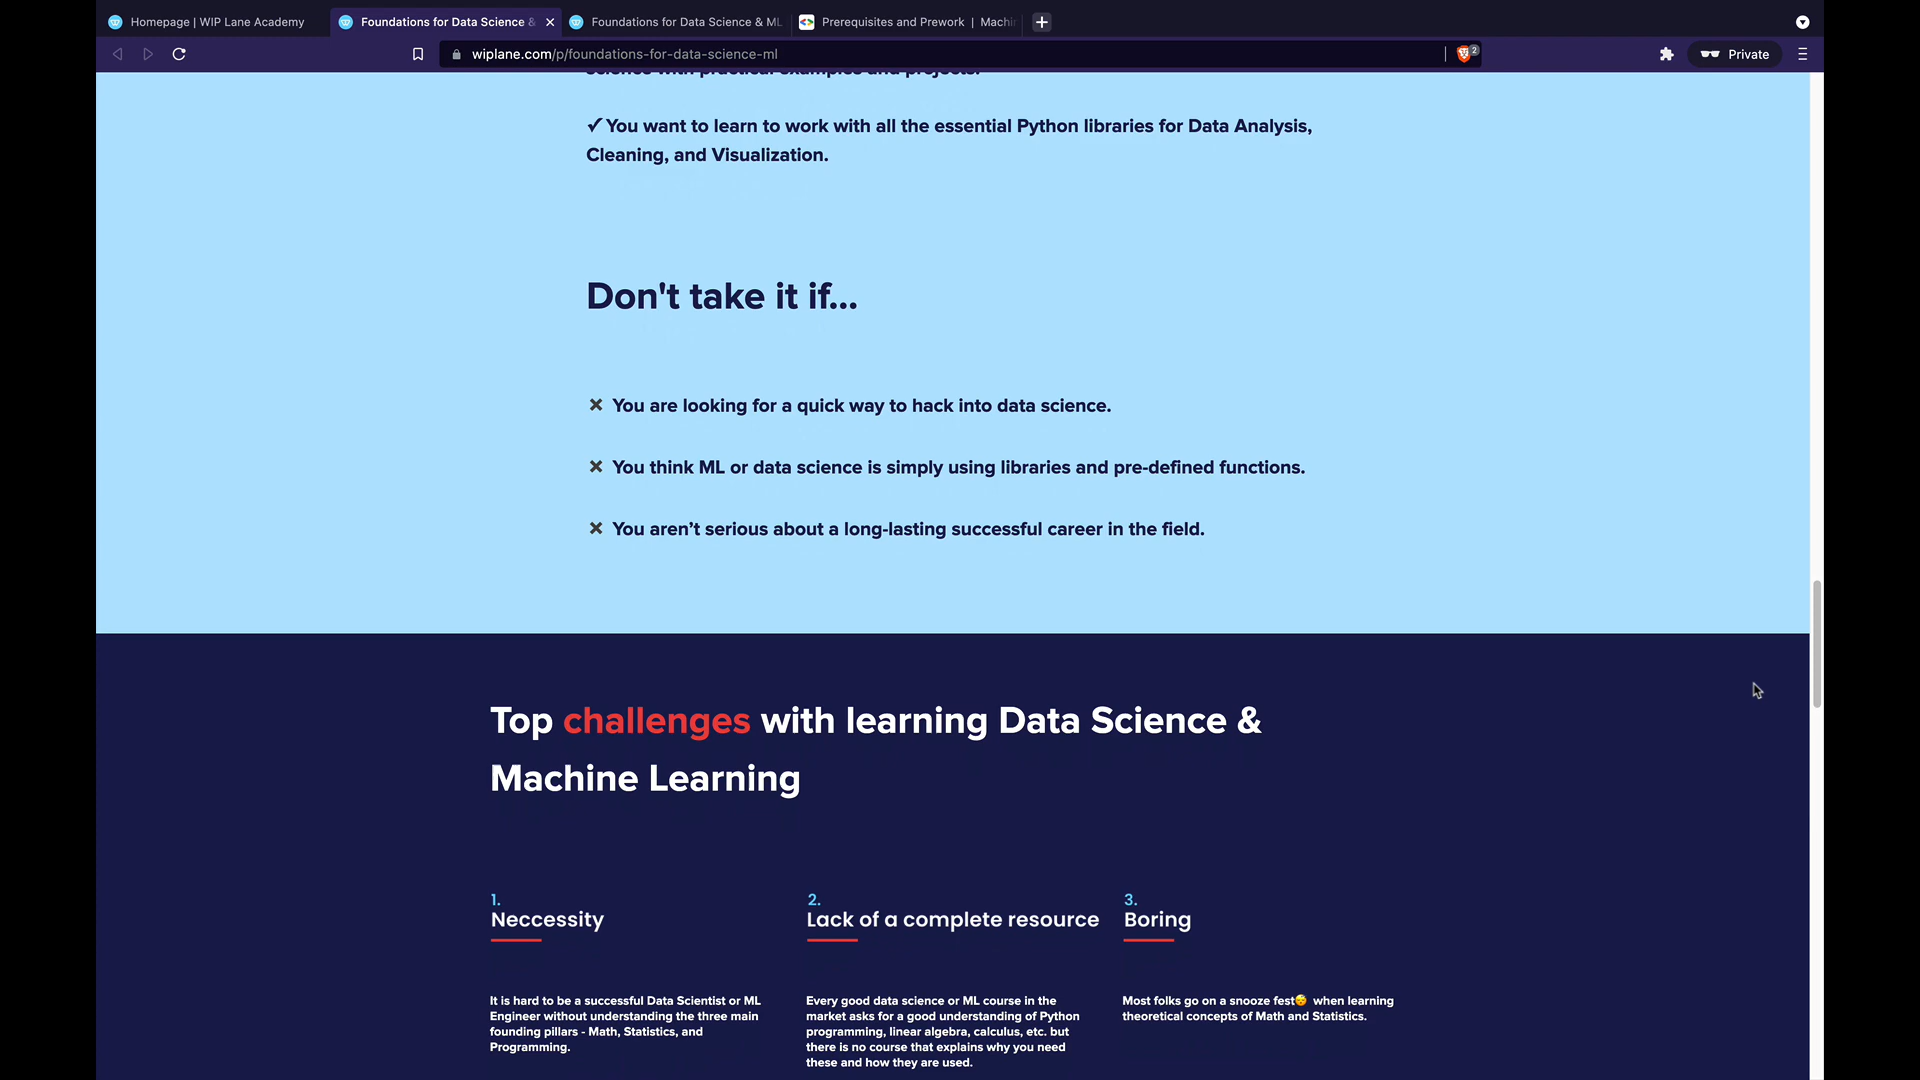 Homepage | WIP Lane Academy
Foundations for Data Science &
Foundations for Data Science & ML
Prerequisites and Prework | Machi
wiplane.com/p/foundations-for-data-science-ml
2
Private
science with practical examples and projects.
✓You want to learn to work with all the essential Python libraries for Data Analysis,
Cleaning, and Visualization.
Don't take it if...
✕ You are looking for a quick way to hack into data science.
✕ You think ML or data science is simply using libraries and pre-defined functions.
✕ You aren’t serious about a long-lasting successful career in the field.
Top challenges with learning Data Science &
Machine Learning
1.
Neccessity
It is hard to be a successful Data Scientist or ML
Engineer without understanding the three main
founding pillars - Math, Statistics, and
Programming.
2.
Lack of a complete resource
Every good data science or ML course in the
market asks for a good understanding of Python
programming, linear algebra, calculus, etc. but
there is no course that explains why you need
these and how they are used.
3.
Boring
Most folks go on a snooze fest😴 when learning
theoretical concepts of Math and Statistics.